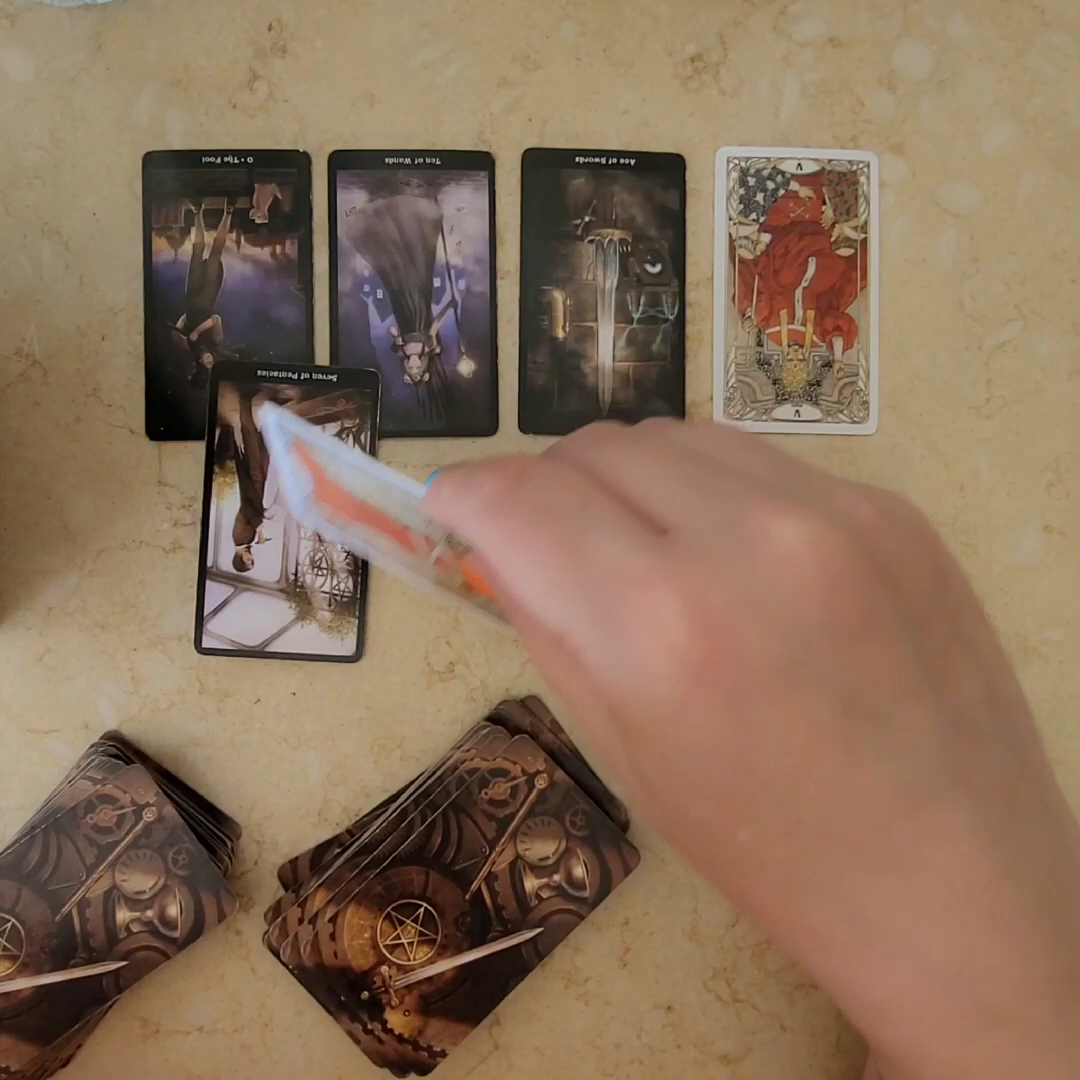 0 • The Fool
Ten of Wands
Ace of Swords
V
V
Seven of Pentacles